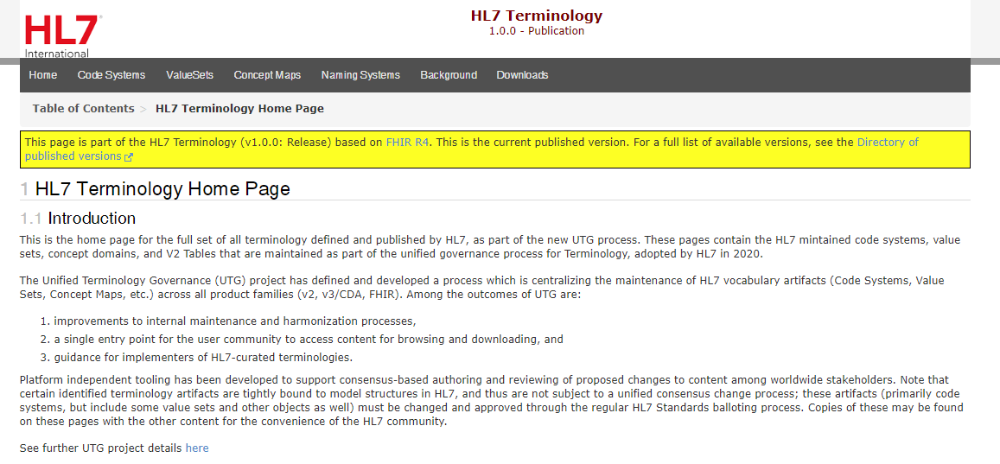 HL7
International
HL7 Terminology
1.0.0 - Publication
Home Code Systems ValueSets Concept Maps Naming Systems Background Downloads
Table of Contents > HL7 Terminology Home Page
This page is part of the HL7 Terminology (v1.0.0: Release) based on FHIR R4. This is the current published version. For a full list of available versions, see the Directory of
published versions
1 HL7 Terminology Home Page
1.1 Introduction
This is the home page for the full set of all terminology defined and published by HL7, as part of the new UTG process. These pages contain the HL7 mintained code systems, value
sets, concept domains, and V2 Tables that are maintained as part of the unified governance process for Terminology, adopted by HL7 in 2020.
The Unified Terminology Governance (UTG) project has defined and developed a process which is centralizing the maintenance of HL7 vocabulary artifacts (Code Systems, Value
Sets, Concept Maps, etc.) across all product families (v2, v3/CDA, FHIR). Among the outcomes of UTG are:
1. improvements to internal maintenance and harmonization processes,
2. a single entry point for the user community to access content for browsing and downloading, and
3. guidance for implementers of HL7-curated terminologies.
Platform independent tooling has been developed to support consensus-based authoring and reviewing of proposed changes to content among worldwide stakeholders. Note that
certain identified terminology artifacts are tightly bound to model structures in HL7, and thus are not subject to a unified consensus change process; these artifacts (primarily code
systems, but include some value sets and other objects as well) must be changed and approved through the regular HL7 Standards balloting process. Copies of these may be found
on these pages with the other content for the convenience of the HL7 community.
See further UTG project details here